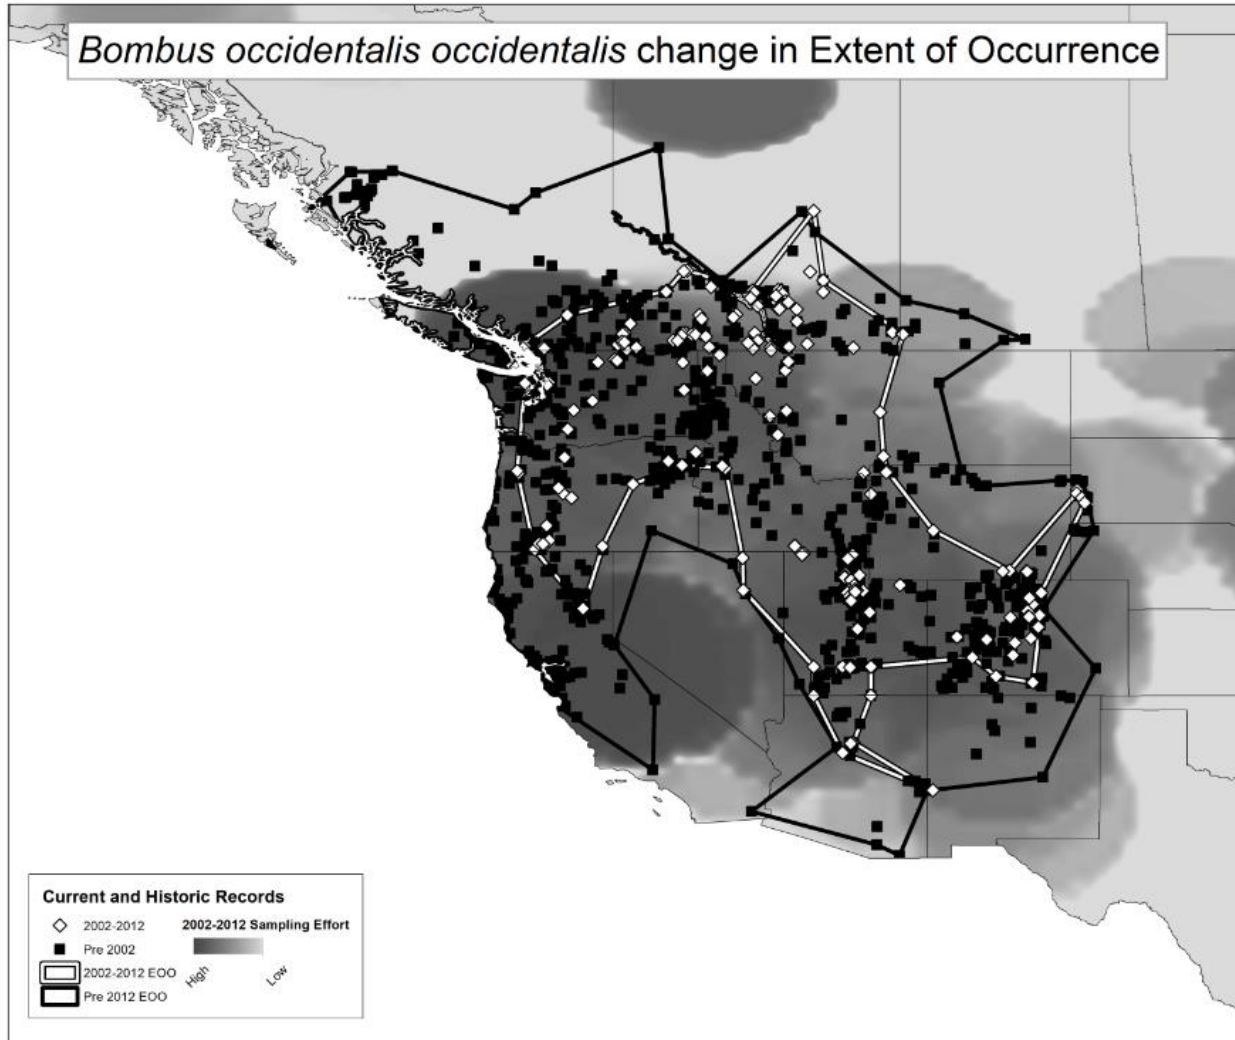 Bombus occidentalis occidentalis change in Extent of Occurrence
Current and Historic Records
2002-2012
2002-2012 Sampling Effort
Pre 2002
High
Low
2002-2012 EOO
Pre 2012 EOO